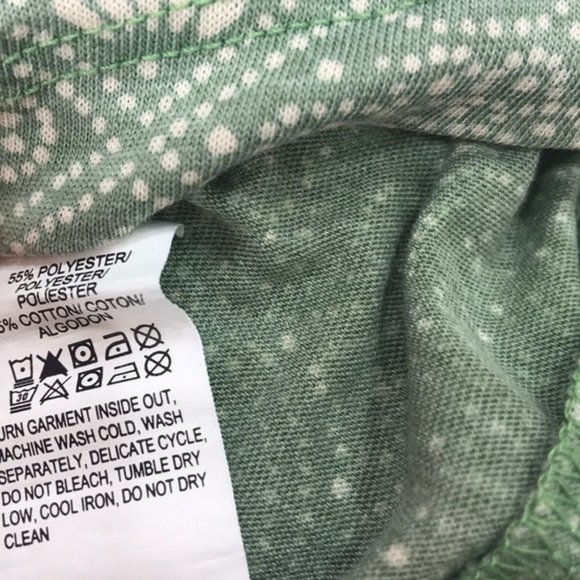 55% POLYESTER/
POLYESTER/
POLIESTER
5% COTTON/ COTON/
ALGODON
30
URN GARMENT INSIDE OUT,
MACHINE WASH COLD, WASH
SEPARATELY, DELICATE CYCLE,
DO NOT BLEACH, TUMBLE DRY
LOW, COOL IRON, DO NOT DRY
CLEAN